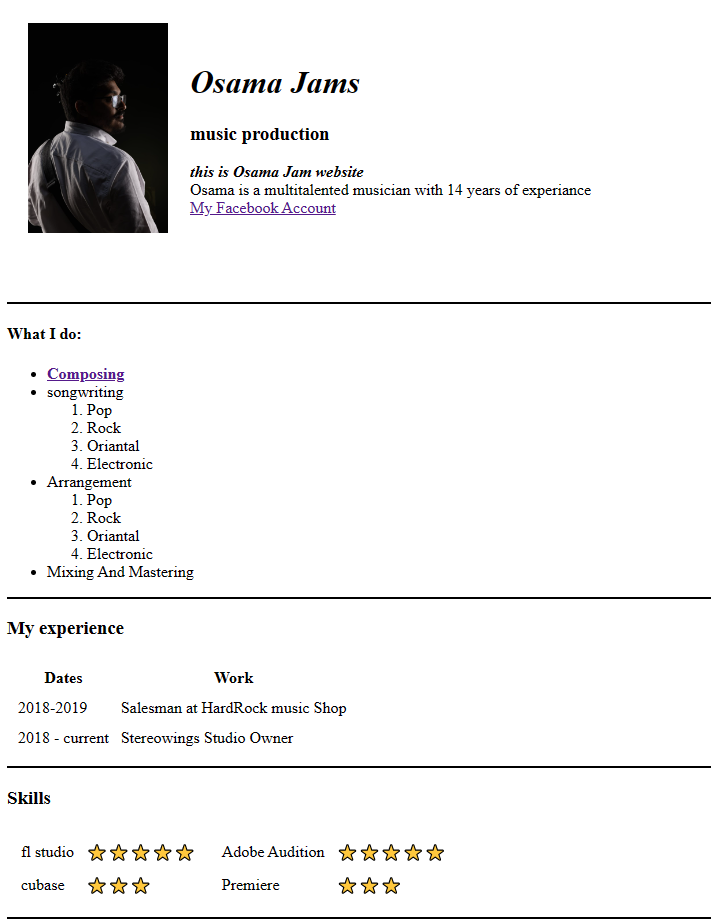 Osama Jams
music production
this is Osama Jam website
Osama is a multitalented musician with 14 years of experiance
My Facebook Account
What I do:
Composing
songwriting
1. Pop
2. Rock
3. Oriantal
4. Electronic
Arrangement
1. Pop
2. Rock
3. Oriantal
4. Electronic
Mixing And Mastering
My experience
Dates Work
2018-2019 Salesman at HardRock music Shop
2018 - current Stereowings Studio Owner
Skills
fl studio Adobe Audition
cubase Premiere